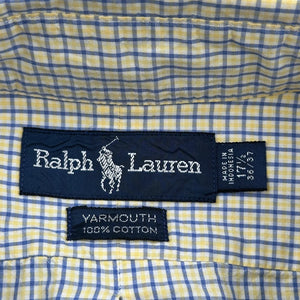 Ralph Lauren
MADE IN
INDONESIA
17½
36/37
YARMOUTH
100% COTTON